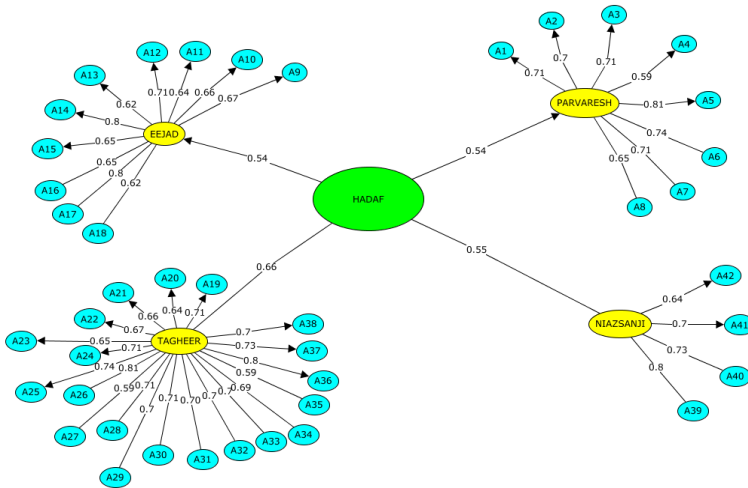 A12
A11
A10
A9
A13
A14
A15
A16
A17
A18
0.71
0.64
0.66
0.67
0.62
0.8
0.65
0.65
0.8
0.62
EEJAD
0.54
A1
A2
A3
A4
A5
A6
A7
A8
0.71
0.7
0.71
0.59
0.81
0.74
0.71
0.65
PARVARESH
0.54
HADAF
0.66
0.55
A19
A20
A21
A22
A23
A24
A25
A26
A27
A28
A29
A30
A31
A32
A33
A34
A35
A36
A37
A38
0.71
0.64
0.66
0.67
0.65
0.71
0.74
0.81
0.59
0.71
0.7
0.71
0.70
0.7
0.7
0.69
0.59
0.8
0.73
0.7
TAGHEER
A42
A41
A40
A39
0.64
0.7
0.73
0.8
NIAZSANJI